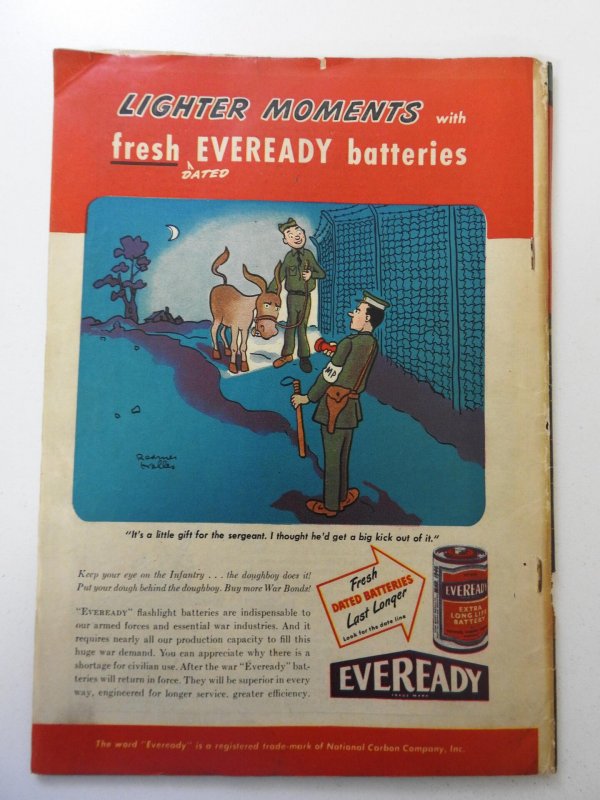 LIGHTER MOMENTS with
fresh EVEREADY batteries
DATED
MP
"It's a little gift for the sergeant. I thought he'd get a big kick out of it."
Keep your eye on the Infantry . . . the doughboy does it!
Put your dough behind the doughboy. Buy more War Bonds!
"EVEREADY" flashlight batteries are indispensable to
our armed forces and essential war industries. And it
requires nearly all our production capacity to fill this
huge war demand. You can appreciate why there is a
shortage for civilian use. After the war "Eveready" bat-
teries will return in force. They will be superior in every
way, engineered for longer service, greater efficiency.
Fresh
DATED BATTERIES
Last Longer
Look for the date line
EVEREADY
EXTRA
LONG LIFE
BATTERY
EVEREADY
TRADE-MARK
The word "Eveready" is a registered trade-mark of National Carbon Company, Inc.